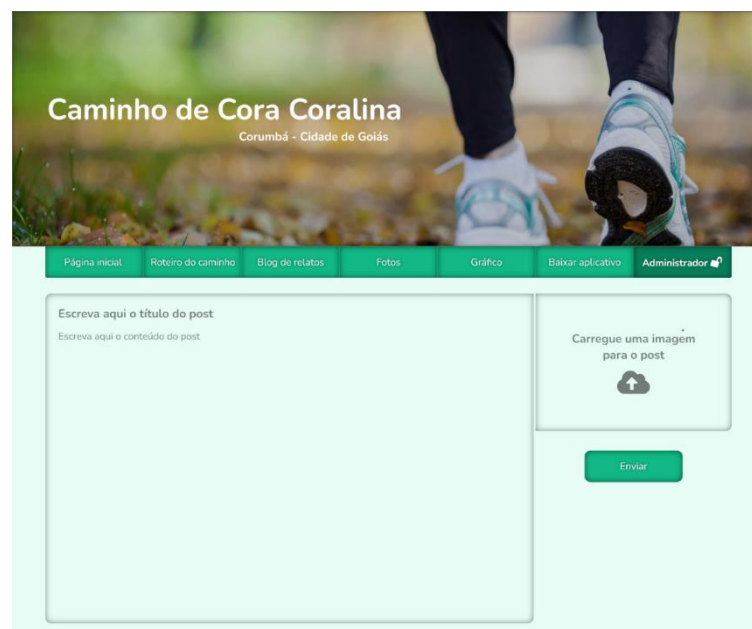 Caminho de Cora Coralina
Corumbá - Cidade de Goiás
Página inicial
Roteiro do caminho
Blog de relatos
Fotos
Gráfico
Baixar aplicativo
Administrador
Escreva aqui o título do post
Escreva aqui o conteúdo do post
Carregue uma imagem
para o post
Enviar